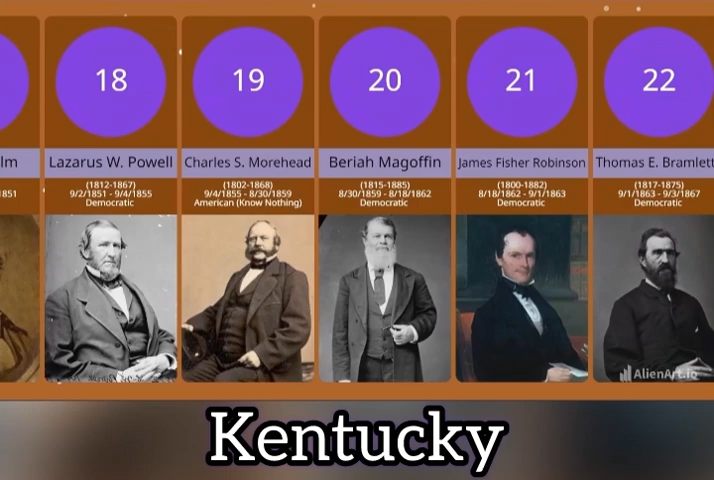 18
19
20
21
22
lm
Lazarus W. Powell
Charles S. Morehead
Beriah Magoffin
James Fisher Robinson
Thomas E. Bramlett
1851
(1812-1867)
9/2/1851 - 9/4/1855
Democratic
(1802-1868)
9/4/1855 - 8/30/1859
American (Know Nothing)
(1815-1885)
8/30/1859 - 8/18/1862
Democratic
(1800-1882)
8/18/1862 - 9/1/1863
Democratic
(1817-1875)
9/1/1863 - 9/3/1867
Democratic
AlienArt.io
Kentucky